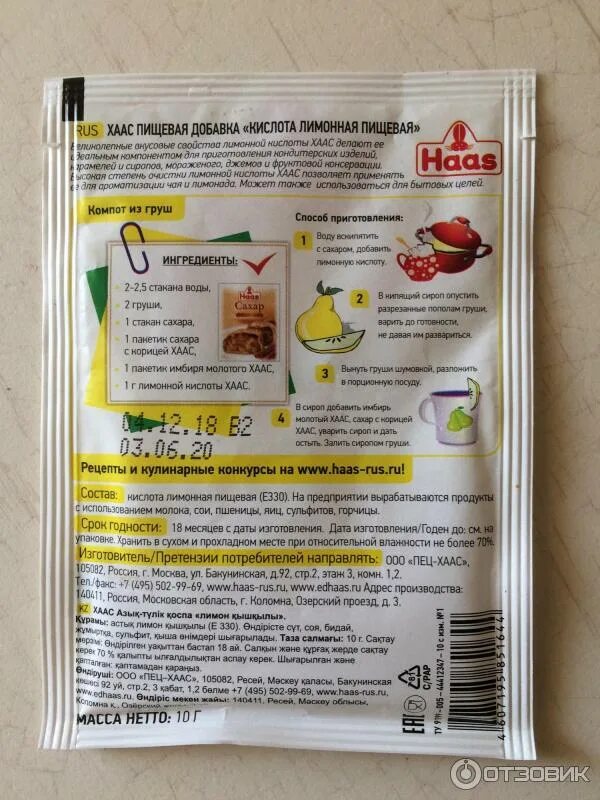 RUS ХААС ПИЩЕВАЯ ДОБАВКА «КИСЛОТА ЛИМОННАЯ ПИЩЕВАЯ»
Великолепные вкусовые свойства лимонной кислоты ХААС делают ее
идеальным компонентом для приготовления кондитерских изделий,
карамелей и сиропов, мороженого, джемов и фруктовой консервации.
Высокая степень очистки лимонной кислоты ХААС позволяет применять
ее для ароматизации чая и лимонада. Может также использоваться для бытовых целей.
Haas
Компот из груш
ИНГРЕДИЕНТЫ:
2-2,5 стакана воды,
2 груши,
1 стакан сахара,
1 пакетик сахара
с корицей ХААС,
1 пакетик имбиря молотого ХААС,
1 г лимонной кислоты ХААС.
Haas
Сахар
Способ приготовления:
1 Воду вскипятить
с сахаром, добавить
лимонную кислоту.
2 В кипящий сироп опустить
разрезанные пополам груши,
варить до готовности,
не давая им развариться.
3 Вынуть груши шумовкой, разложить
в порционную посуду.
4 В сироп добавить имбирь
молотый ХААС, сахар с корицей
ХААС, уварить сироп и дать
остыть. Залить сиропом груши.
04.12.18 B2
03.06.20
Рецепты и кулинарные конкурсы на www.haas-rus.ru!
Состав: кислота лимонная пищевая (Е330). На предприятии вырабатываются продукты
с использованием молока, сои, пшеницы, яиц, сульфитов, горчицы.
Срок годности: 18 месяцев с даты изготовления. Дата изготовления/Годен до: см. на
упаковке. Хранить в сухом и прохладном месте при относительной влажности не более 70%.
Изготовитель/Претензии потребителей направлять: ООО «ПЕЦ-ХААС»,
105082, Россия, г. Москва, ул. Бакунинская, д.92, стр.2, этаж 3, комн. 1,2.
Тел./факс: +7 (495) 502-99-69, www.haas-rus.ru, www.edhaas.ru Адрес производства:
140411, Россия, Московская область, г. Коломна, Озерский проезд, д. 3.
KZ ХААС Азық-түлік қоспа «лимон қышқылы».
Құрамы: астық лимон қышқылы (Е 330). Өндірісте сүт, соя, бидай,
жұмыртқа, сульфит, қыша өнімдері шығарылады. Таза салмағы: 10 г. Сақтау
мерзімі: Өндірілген уақыттан бастап 18 ай. Салқын және құрғақ жерде сақтау
керек 70 % қалыпты ылғалдылықтан аспау керек. Шығарылған және
жарамдылығын: қаптамадан қараңыз.
Өндіруші: ООО «ПЕЦ-ХААС», 105082, Ресей, Мәскеу қаласы, Бакунинская
көшесі 92 үй, стр.2, 3 қабат, 1,2 бөлме +7 (495) 502-99-69, www.haas-rus.ru,
www.edhaas.ru. Өндіріс мекен жайы: 140411, Ресей, Мәскеу облысы,
Коломна қ., Озёрский
МАССА НЕТТО: 10 Г
EAC
81
C/PAP
ТУ 9199-005-44412347-10 с изм. №1
4607195851644
ОТЗОВИК